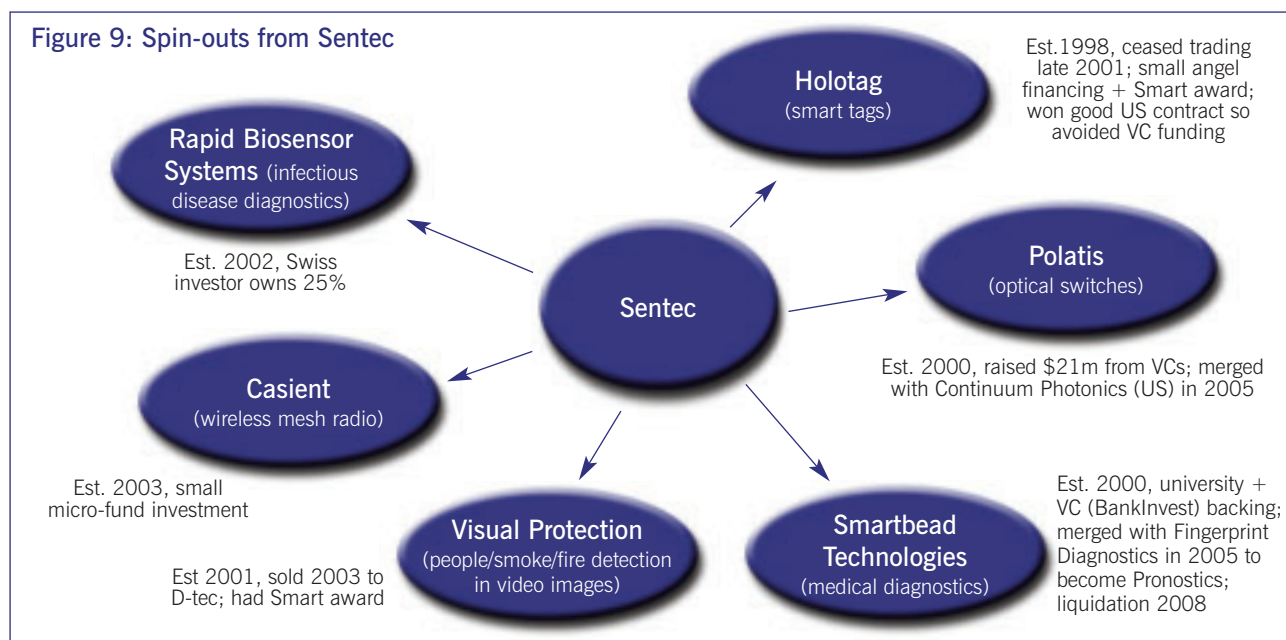 Figure 9: Spin-outs from Sentec
Holotag
(smart tags)
Est.1998, ceased trading
late 2001; small angel
financing + Smart award;
won good US contract so
avoided VC funding
Rapid Biosensor
Systems (infectious
disease diagnostics)
Est. 2002, Swiss
investor owns 25%
Sentec
Polatis
(optical switches)
Est. 2000, raised $21m from VCs; merged
with Continuum Photonics (US) in 2005
Casient
(wireless mesh radio)
Est. 2003, small
micro-fund investment
Visual Protection
(people/smoke/fire detection
in video images)
Est 2001, sold 2003 to
D-tec; had Smart award
Smartbead
Technologies
(medical diagnostics)
Est. 2000, university +
VC (BankInvest) backing;
merged with Fingerprint
Diagnostics in 2005 to
become Pronostics;
liquidation 2008